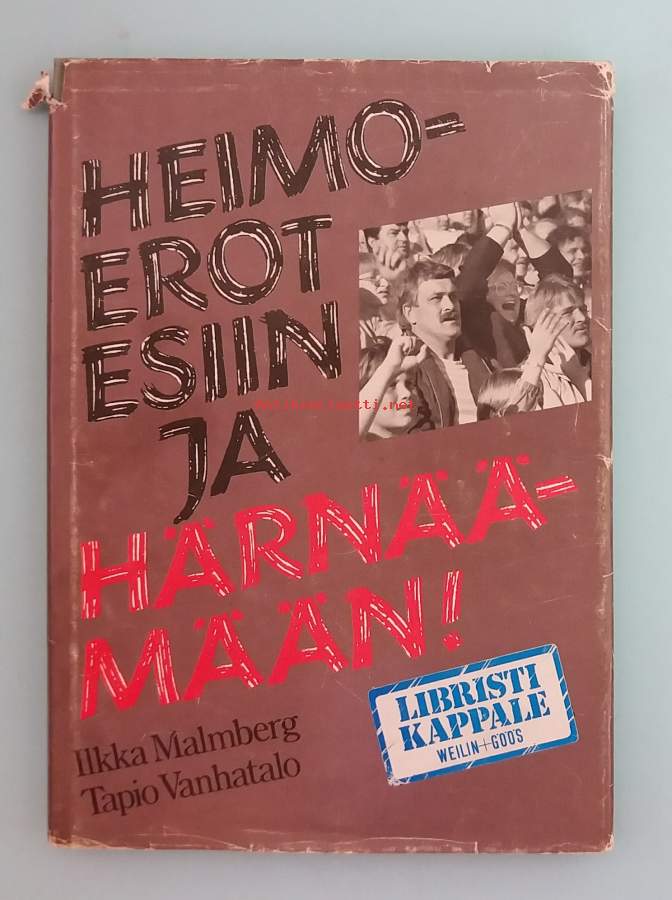 HEIMO-
EROT
ESIIN
JA
HÄRNÄÄ-
MÄÄN!
Ilkka Malmberg
Tapio Vanhatalo
LIBRISTI
KAPPALE
WEILIN+GÖÖS